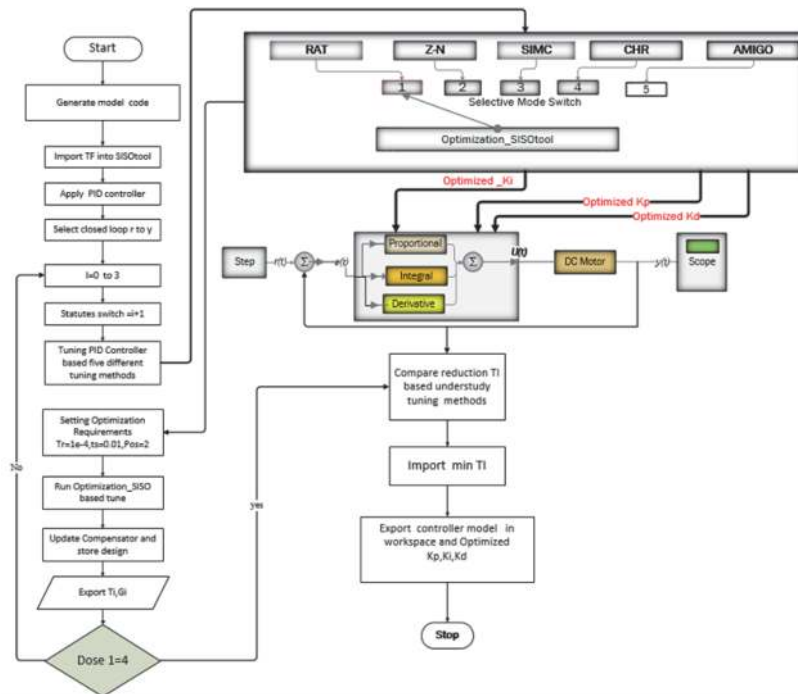 Start
Generate model code
Import TF into SISOtool
Apply PID controller
Select closed loop r to y
I=0 to 3
Statutes switch =i+1
Tuning PID Controller
based five different
tuning methods
Setting Optimization
Requirements
Tr=1e-4,ts=0.01,Pos=2
Run Optimization_SISO
based tune
Update Compensator and
store design
Export Ti,Gi
Dose 1=4
No
yes
RAT
Z-N
SIMC
CHR
AMIGO
1
2
3
4
5
Selective Mode Switch
Optimization_SISOtool
Optimized _Ki
Optimized Kp
Optimized Kd
Step
r(t)
Σ
e(t)
Proportional
Integral
Derivative
Σ
U(t)
DC Motor
y(t)
Scope
Compare reduction TI
based understudy
tuning methods
Import min TI
Export controller model in
workspace and Optimized
Kp,Ki,Kd
Stop